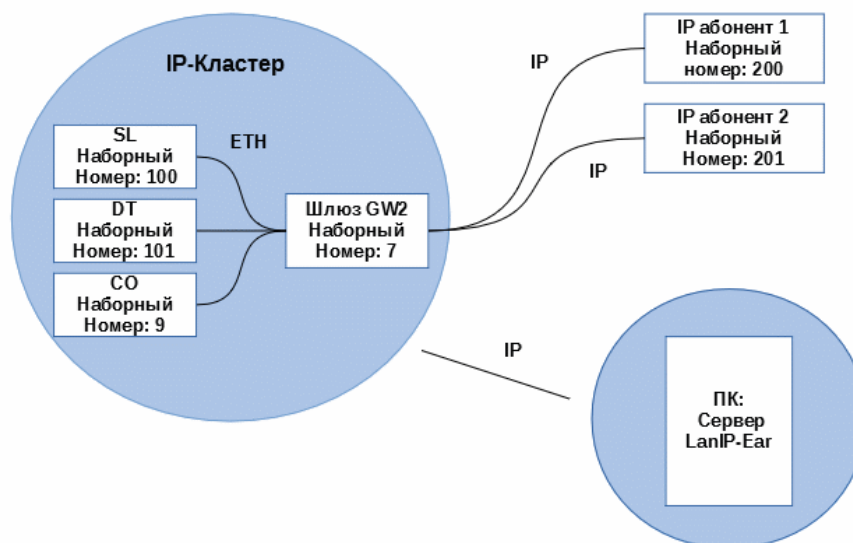 IP-Кластер
SL
Наборный
Номер: 100
ETH
DT
Наборный
Номер: 101
CO
Наборный
Номер: 9
Шлюз GW2
Наборный
Номер: 7
IP
IP абонент 1
Наборный
номер: 200
IP
IP абонент 2
Наборный
Номер: 201
IP
ПК:
Сервер
LanIP-Ear